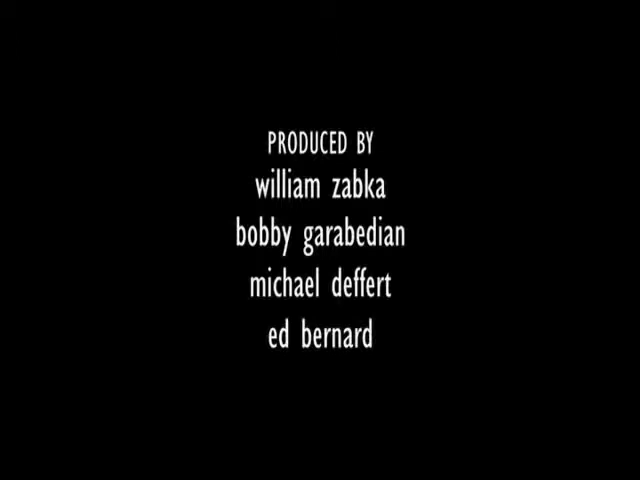 PRODUCED BY
william zabka
bobby garabedian
michael deffert
ed bernard